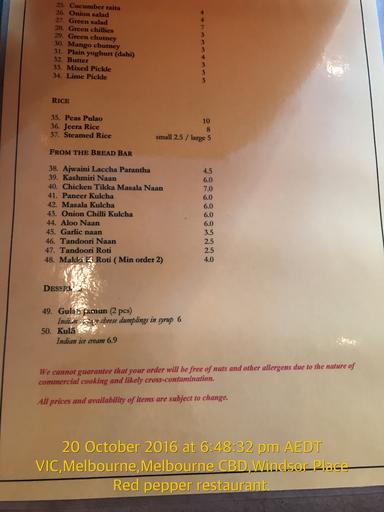 25. Cucumber raita 4
26. Onion salad 4
27. Green salad 7
28. Green chillies 3
29. Green chutney 3
30. Mango chutney 3
31. Plain yoghurt (dahi) 4
32. Butter 3
33. Mixed Pickle 3
34. Lime Pickle 3
RICE
35. Peas Pulao 10
36. Jeera Rice 8
37. Steamed Rice small 2.5 / large 5
FROM THE BREAD BAR
38. Ajwaini Laccha Parantha 4.5
39. Kashmiri Naan 6.0
40. Chicken Tikka Masala Naan 7.0
41. Paneer Kulcha 6.0
42. Masala Kulcha 6.0
43. Onion Chilli Kulcha 6.0
44. Aloo Naan 6.0
45. Garlic naan 3.5
46. Tandoori Naan 2.5
47. Tandoori Roti 2.5
48. Makki Roti ( Min order 2) 4.0
49. Gulab jamun (2 pcs)
Indian cheese dumplings in syrup 6
50.
Indian ice cream 6.9
We cannot guarantee that your order will be free of nuts and other allergens due to the nature of
commercial cooking and likely cross-contamination.
All prices and availability of items are subject to change.
20 October 2016 at 6:48:32 pm AEDT
VIC,Melbourne,Melbourne CBD,Windsor Place
Red pepper restaurant.